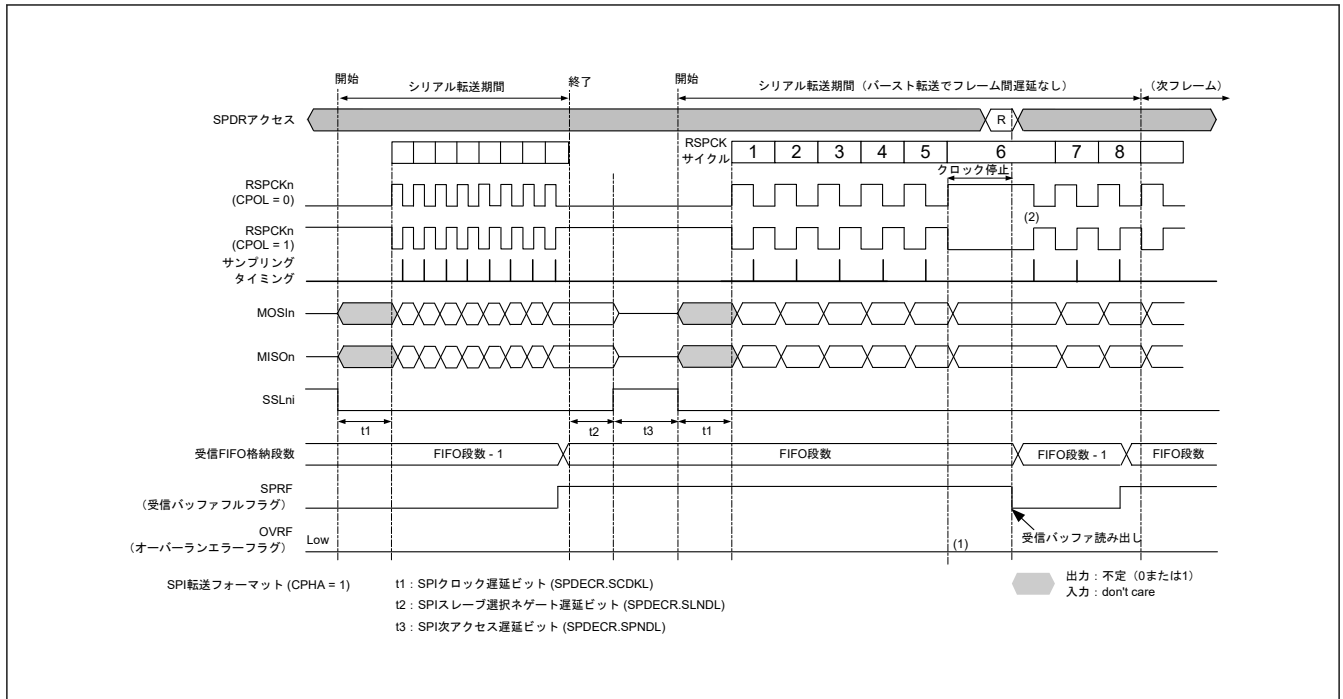 開始
シリアル転送期間
終了
開始
シリアル転送期間（バースト転送でフレーム間遅延なし）
（次フレーム）
SPDRアクセス
R
RSPCK
サイクル
1 2 3 4 5 6 7 8
クロック停止
RSPCKn
(CPOL = 0)
(2)
RSPCKn
(CPOL = 1)
サンプリング
タイミング
MOSIn
MISOn
SSLni
t1
t2
t3
t1
受信FIFO格納段数
FIFO段数 - 1
FIFO段数
FIFO段数 - 1
FIFO段数
SPRF
（受信バッファフルフラグ）
受信バッファ読み出し
OVRF
（オーバーランエラーフラグ）
Low
(1)
SPI転送フォーマット (CPHA = 1)
t1：SPIクロック遅延ビット (SPDECR.SCDKL)
t2：SPIスレーブ選択ネゲート遅延ビット (SPDECR.SLNDL)
t3：SPI次アクセス遅延ビット (SPDECR.SPNDL)
出力：不定（0または1）
入力：don't care